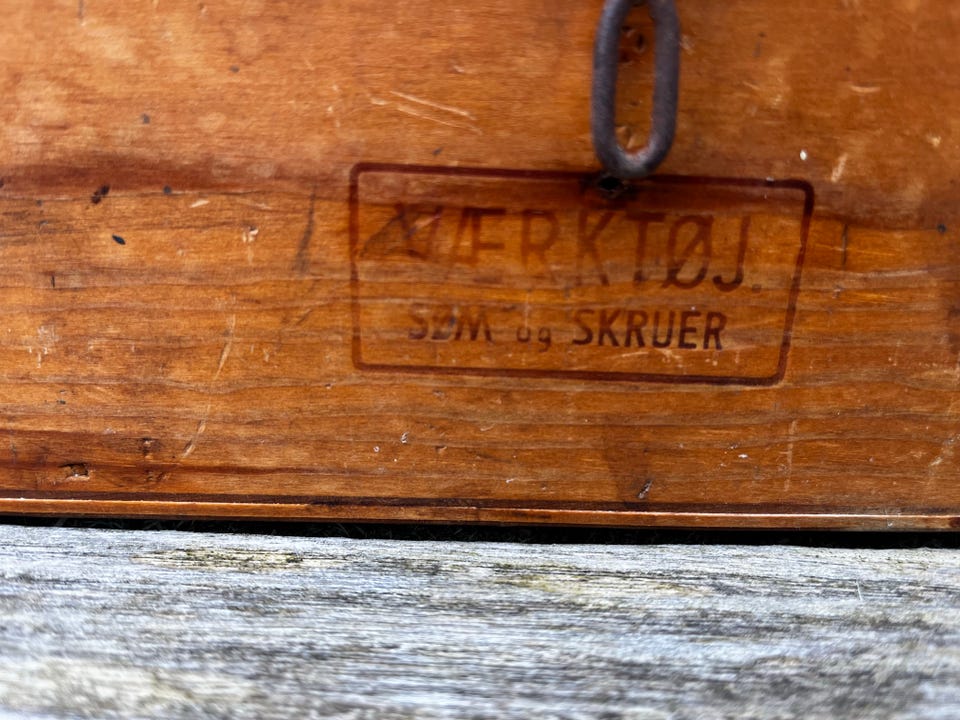 VÆRKTØJ.
SØM og SKRUER